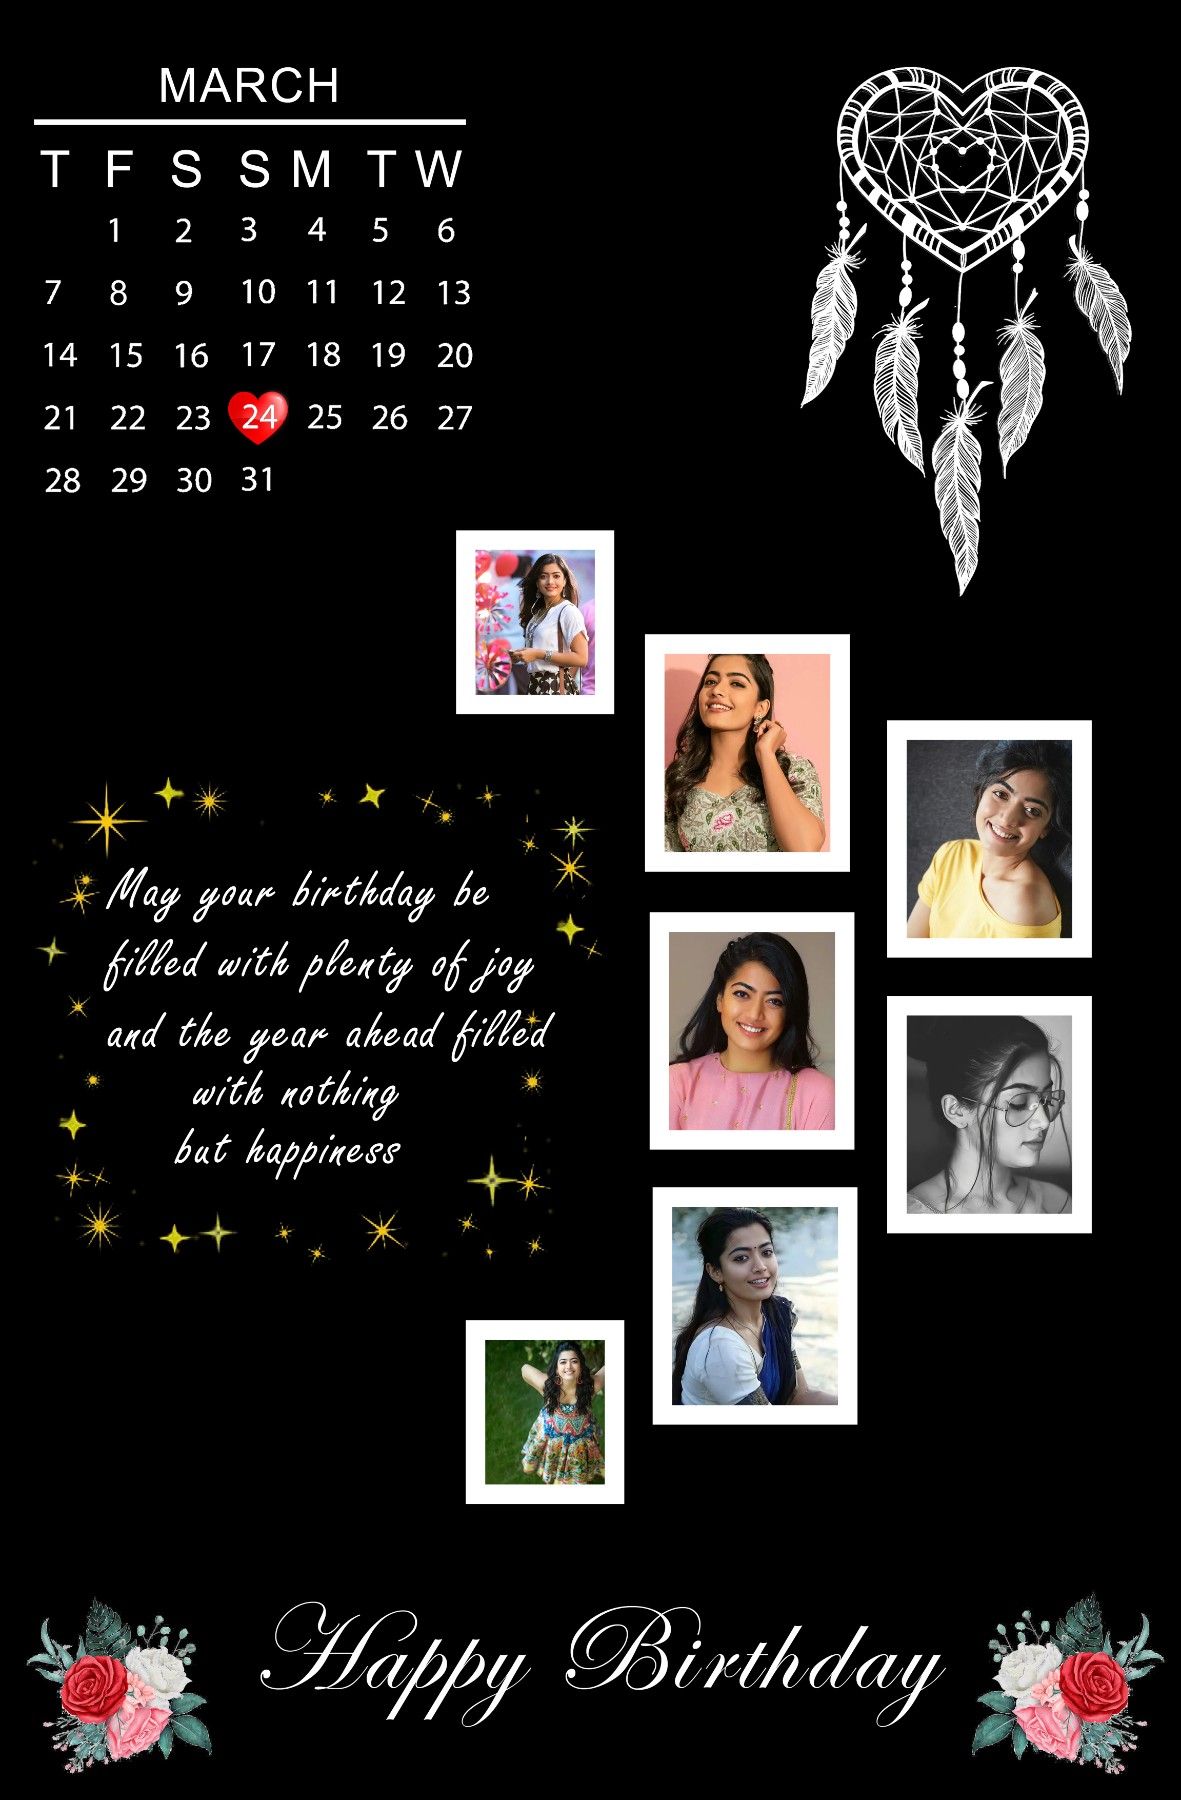 MARCH
T F S S M T W
1 2 3 4 5 6
7 8 9 10 11 12 13
14 15 16 17 18 19 20
21 22 23 24 25 26 27
28 29 30 31
May your birthday be
filled with plenty of joy
and the year ahead filled
with nothing
but happiness
Happy Birthday